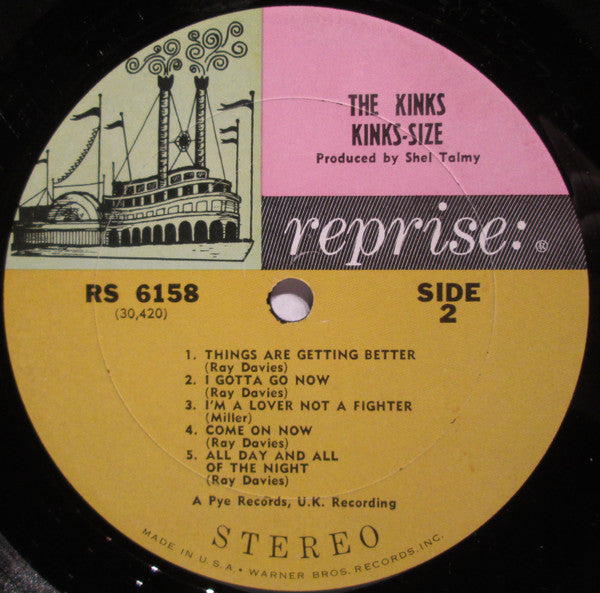 THE KINKS
KINKS-SIZE
Produced by Shel Talmy
reprise: ®
RS 6158
(30,420)
SIDE
2
1. THINGS ARE GETTING BETTER
(Ray Davies)
2. I GOTTA GO NOW
(Ray Davies)
3. I'M A LOVER NOT A FIGHTER
(Miller)
4. COME ON NOW
(Ray Davies)
5. ALL DAY AND ALL
OF THE NIGHT
(Ray Davies)
A Pye Records, U.K. Recording
STEREO
MADE IN U.S.A. • WARNER BROS. RECORDS, INC.